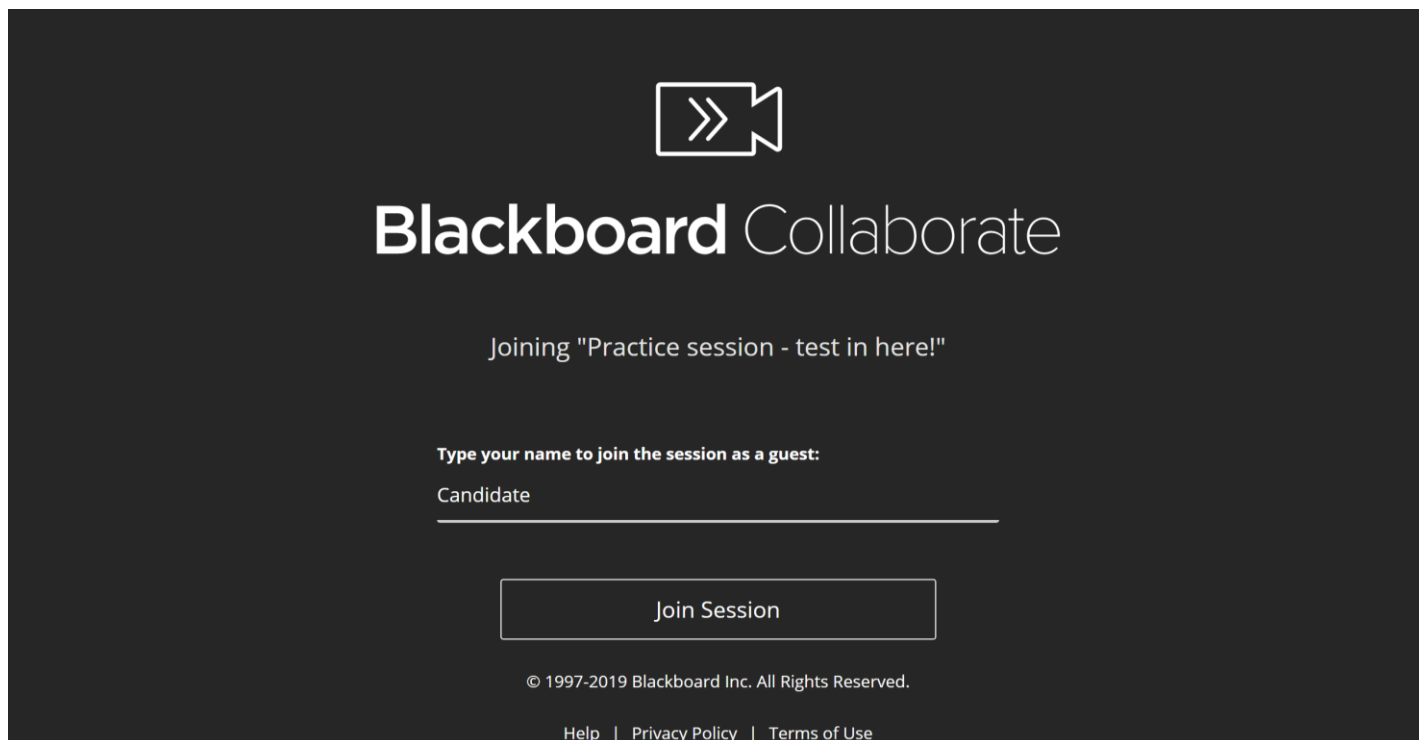 Blackboard Collaborate
Joining "Practice session - test in here!"
Type your name to join the session as a guest:
Candidate
Join Session
© 1997-2019 Blackboard Inc. All Rights Reserved.
Help | Privacy Policy | Terms of Use